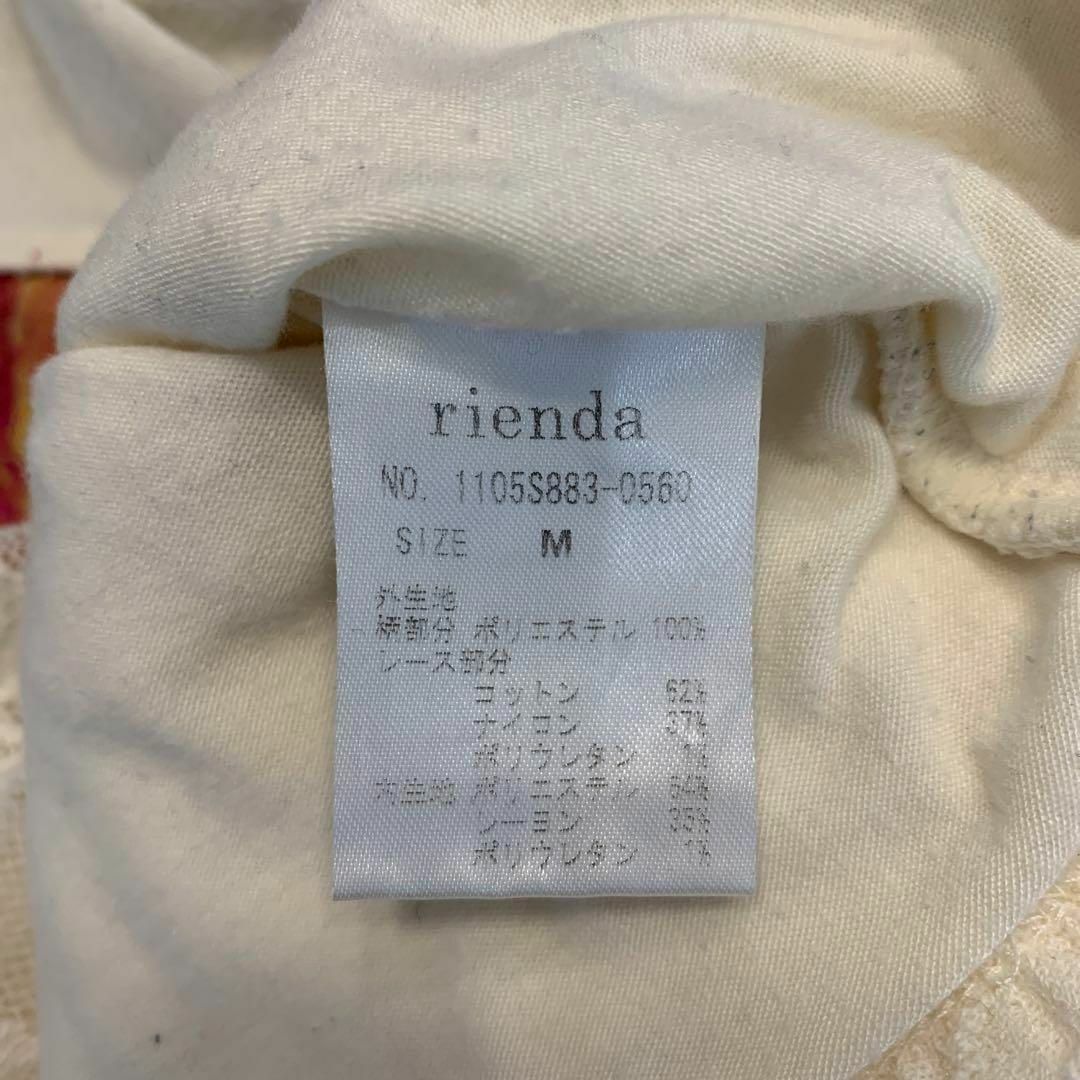 rienda
NO. 1105S883-0560
SIZE M
外生地
柄部分 ポリエステル 100%
レース部分
コットン 62%
ナイロン 37%
ポリウレタン 1%
内生地 ポリエステル 64%
レーヨン 35%
ポリウレタン 1%